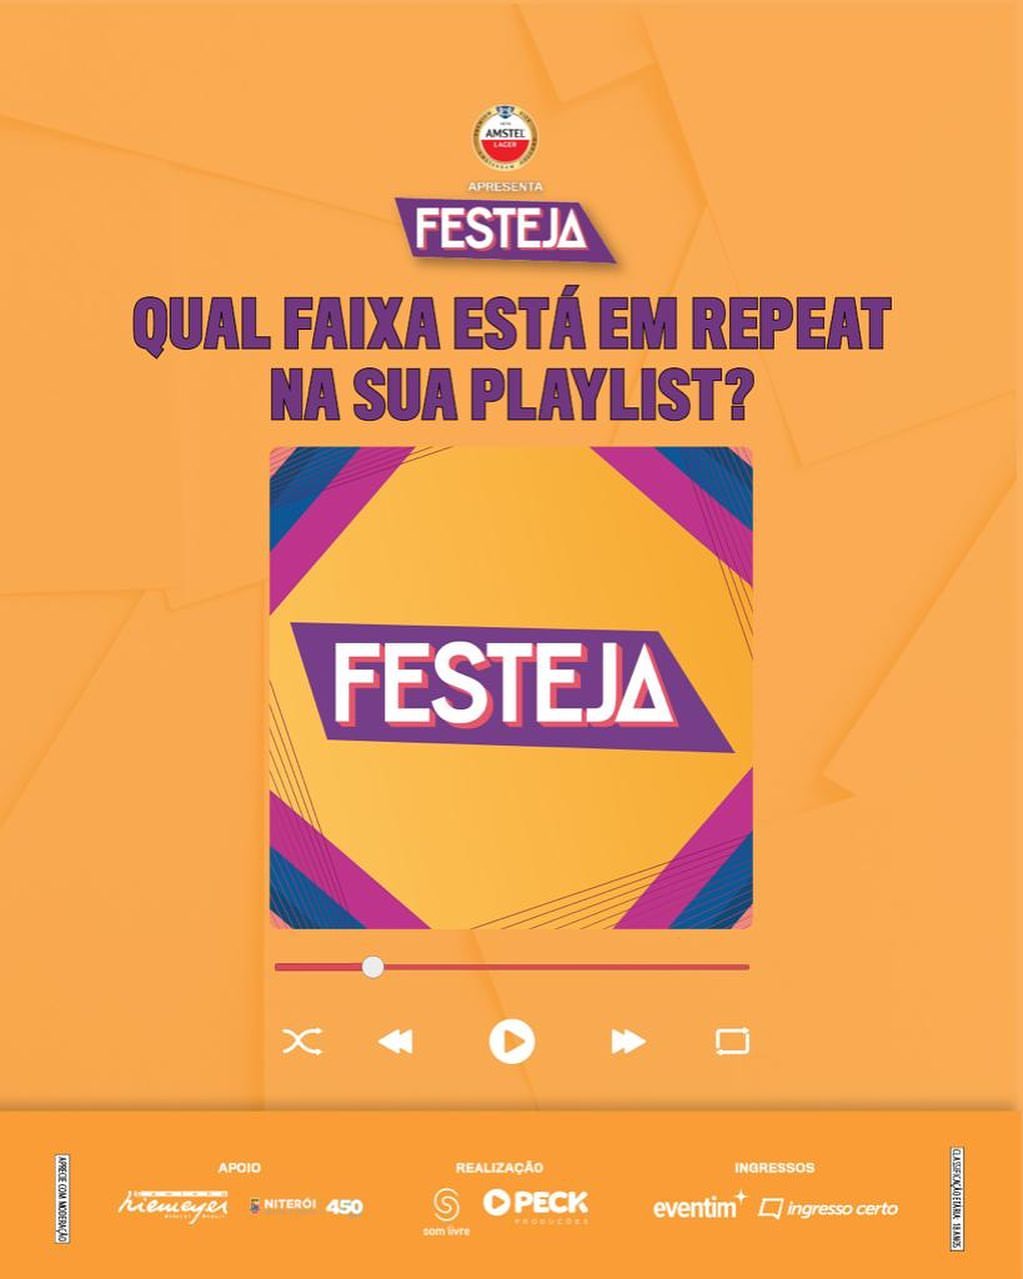 AMSTEL
LAGER
APRESENTA
FESTEJA
QUAL FAIXA ESTÁ EM REPEAT
NA SUA PLAYLIST?
FESTEJA
APRECIE COM MODERAÇÃO
APOIO
niemeyer
NITERÓI 450
REALIZAÇÃO
som livre
PECK
PRODUÇÕES
INGRESSOS
eventim
ingresso certo
CLASSIFICAÇÃO ETÁRIA 18 ANOS